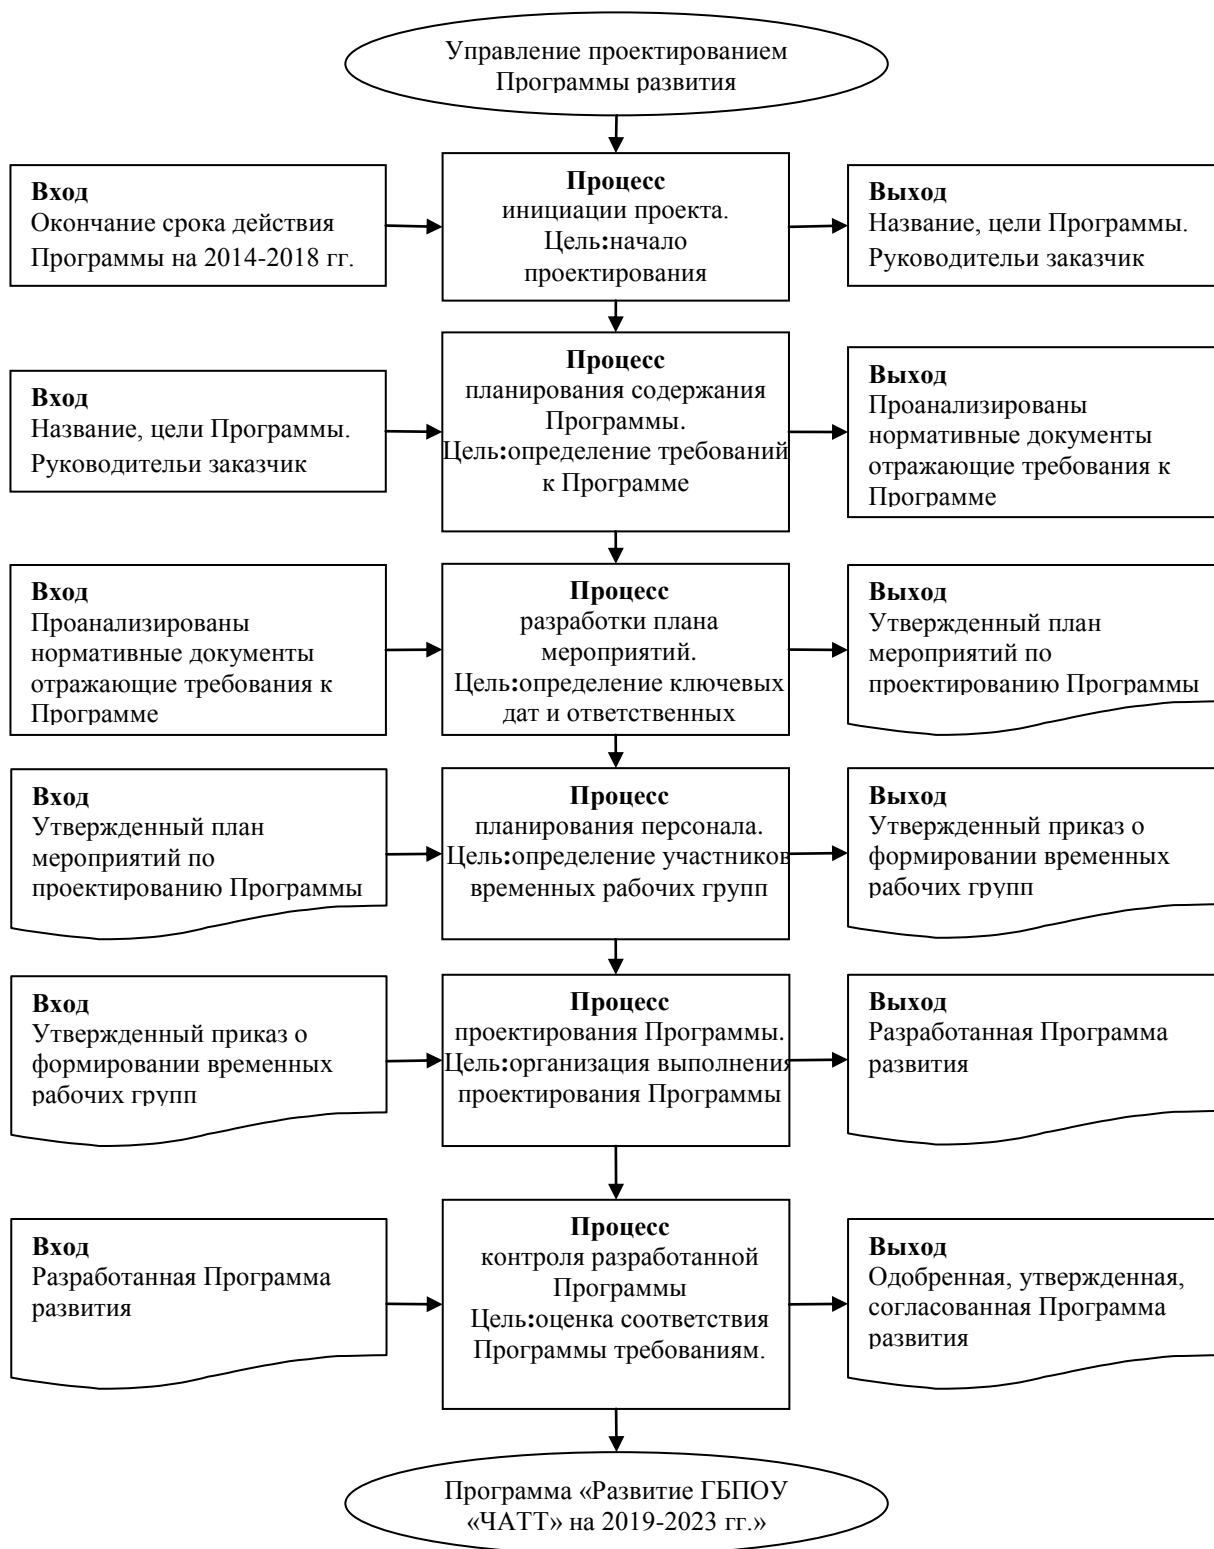 Управление проектированием
Программы развития
Вход
Окончание срока действия
Программы на 2014-2018 гг.
Процесс
инициации проекта.
Цель:начало
проектирования
Выход
Название, цели Программы.
Руководительи заказчик
Вход
Название, цели Программы.
Руководительи заказчик
Процесс
планирования содержания
Программы.
Цель:определение требований
к Программе
Выход
Проанализированы
нормативные документы
отражающие требования к
Программе
Вход
Проанализированы
нормативные документы
отражающие требования к
Программе
Процесс
разработки плана
мероприятий.
Цель:определение ключевых
дат и ответственных
Выход
Утвержденный план
мероприятий по
проектированию Программы
Вход
Утвержденный план
мероприятий по
проектированию Программы
Процесс
планирования персонала.
Цель:определение участников
временных рабочих групп
Выход
Утвержденный приказ о
формировании временных
рабочих групп
Вход
Утвержденный приказ о
формировании временных
рабочих групп
Процесс
проектирования Программы.
Цель:организация выполнения
проектирования Программы
Выход
Разработанная Программа
развития
Вход
Разработанная Программа
развития
Процесс
контроля разработанной
Программы
Цель:оценка соответствия
Программы требованиям.
Выход
Одобренная, утвержденная,
согласованная Программа
развития
Программа «Развитие ГБПОУ
«ЧАТТ» на 2019-2023 гг.»